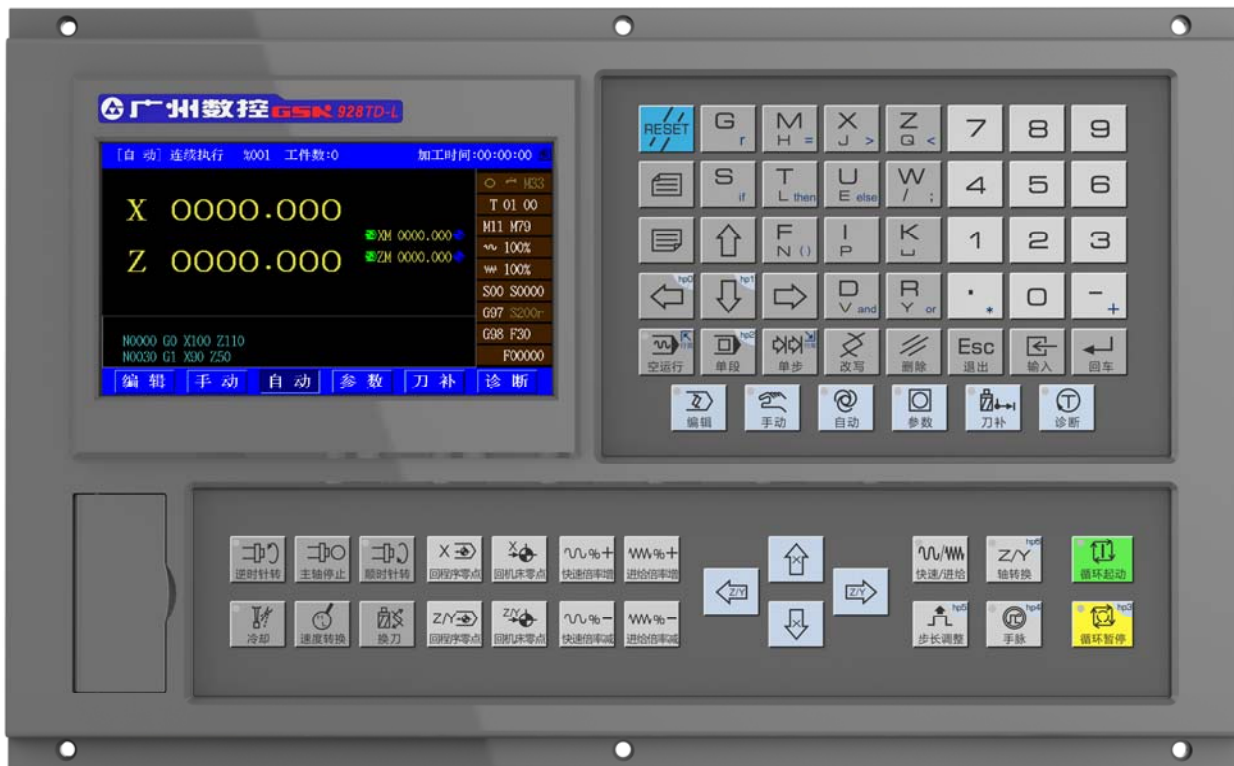 广州数控 GSK 928TD-L
[自 动] 连续执行 %001 工件数:0 加工时间:00:00:00
X 0000.000
Z 0000.000
XM 0000.000
ZM 0000.000
M33
T 01 00
M11 M79
100%
100%
S00 S0000
G97 S200r
G98 F30
F00000
N0000 G0 X100 Z110
N0030 G1 X90 Z50
编 辑 手 动 自 动 参 数 刀 补 诊 断
RESET G r M H = X J > Z Q < 7 8 9
S if T L then U E else W / ; 4 5 6
F N () I P K 1 2 3
hp0 hp1 D V and R Y or . * 0 - +
空运行 hp2 单段 单步 改写 删除 Esc 退出 输入 回车
编辑 手动 自动 参数 刀补 诊断
逆时针转 主轴停止 顺时针转 X 回程序零点 X 回机床零点 %+ 快速倍率增 %+ 进给倍率增
冷却 速度转换 换刀 Z/Y 回程序零点 Z/Y 回机床零点 %- 快速倍率减 %- 进给倍率减
X
Z/Y Z/Y
X
快速/进给 Z/Y hp6 轴转换 循环起动
hp5 步长调整 hp4 手脉 hp3 循环暂停